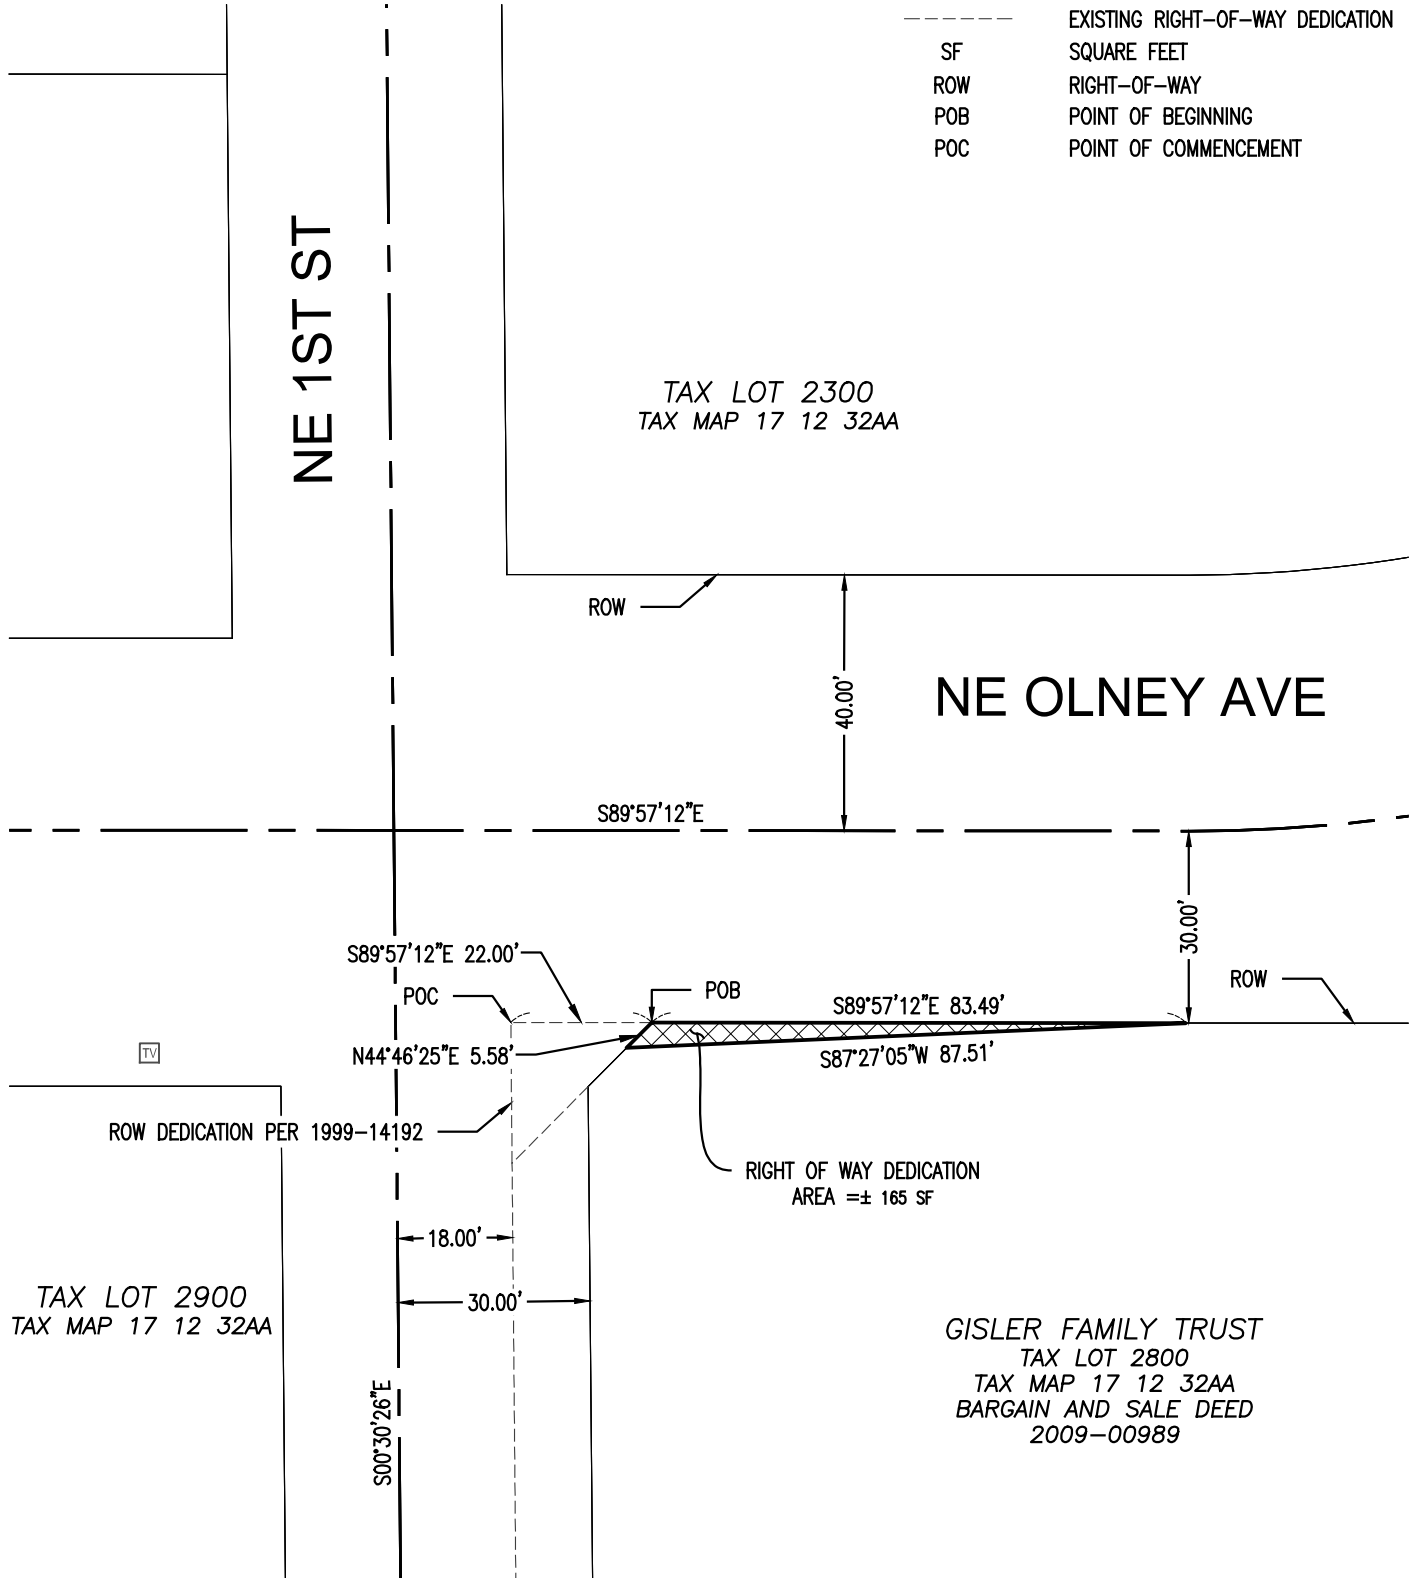 EXISTING RIGHT-OF-WAY DEDICATION
SF SQUARE FEET
ROW RIGHT-OF-WAY
POB POINT OF BEGINNING
POC POINT OF COMMENCEMENT
NE 1ST ST
TAX LOT 2300
TAX MAP 17 12 32AA
ROW
40.00'
NE OLNEY AVE
S89°57'12"E
30.00'
S89°57'12"E 22.00'
POC
POB
S89°57'12"E 83.49'
ROW
TV
N44°46'25"E 5.58'
S87°27'05"W 87.51'
ROW DEDICATION PER 1999-14192
RIGHT OF WAY DEDICATION
AREA =± 165 SF
18.00'
30.00'
TAX LOT 2900
TAX MAP 17 12 32AA
S00°30'26"E
GISLER FAMILY TRUST
TAX LOT 2800
TAX MAP 17 12 32AA
BARGAIN AND SALE DEED
2009-00989